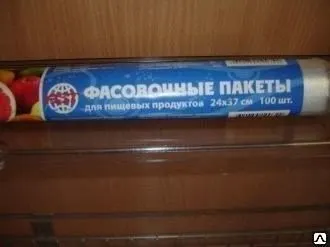 ФАСОВОЧНЫЕ ПАКЕТЫ
для пищевых продуктов 24x37 см 100 шт.